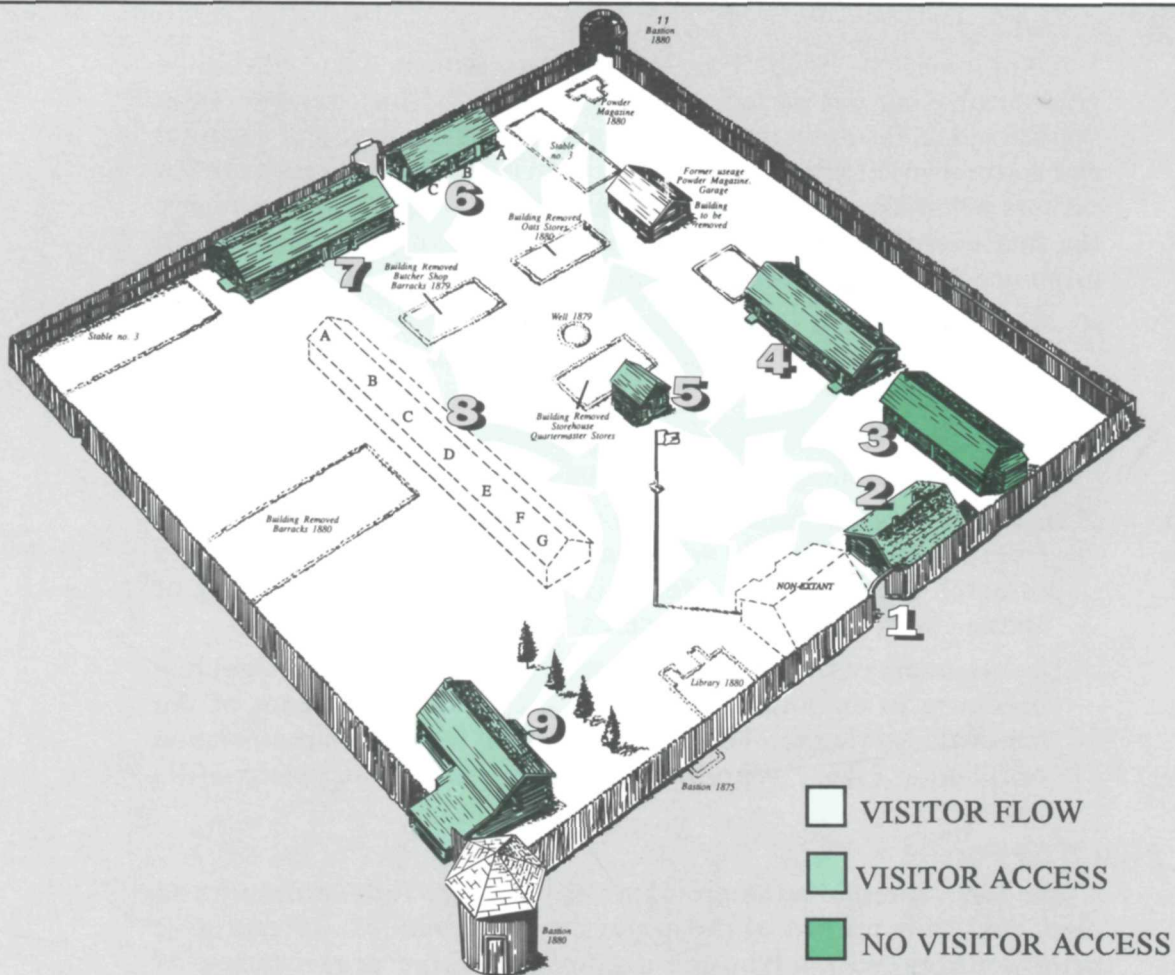 11
Bastion
1880
Powder
Magazine
1880
Stable
no. 3
A
B
C
6
Former useage
Powder Magazine.
Garage
Building
to be
removed
Building Removed
Oats Stores
1880
7
Building Removed
Butcher Shop
Barracks 1879
Stable no. 3
Well 1879
4
A
B
C
D
E
F
G
8
5
Building Removed
Storehouse
Quartermaster Stores
3
2
Building Removed
Barracks 1880
NON-EXTANT
1
Library 1880
9
Bastion 1875
Bastion
1880
VISITOR FLOW
VISITOR ACCESS
NO VISITOR ACCESS